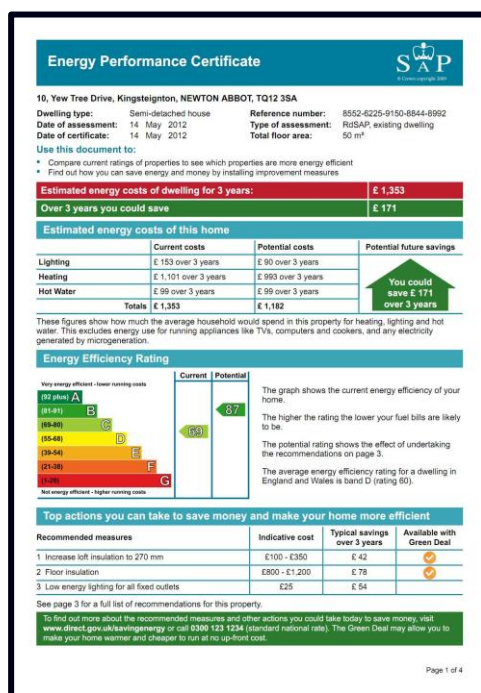 Energy Performance Certificate
SAP
© Crown copyright 2009
10, Yew Tree Drive, Kingsteignton, NEWTON ABBOT, TQ12 3SA
Dwelling type: Semi-detached house Reference number: 8552-6225-9150-8844-8992
Date of assessment: 14 May 2012 Type of assessment: RdSAP, existing dwelling
Date of certificate: 14 May 2012 Total floor area: 50 m²
Use this document to:
• Compare current ratings of properties to see which properties are more energy efficient
• Find out how you can save energy and money by installing improvement measures
Estimated energy costs of dwelling for 3 years: £ 1,353
Over 3 years you could save £ 171
Estimated energy costs of this home
Current costs Potential costs Potential future savings
Lighting £ 153 over 3 years £ 90 over 3 years
Heating £ 1,101 over 3 years £ 993 over 3 years
Hot Water £ 99 over 3 years £ 99 over 3 years
Totals £ 1,353 £ 1,182
You could
save £ 171
over 3 years
These figures show how much the average household would spend in this property for heating, lighting and hot
water. This excludes energy use for running appliances like TVs, computers and cookers, and any electricity
generated by microgeneration.
Energy Efficiency Rating
Current Potential
Very energy efficient - lower running costs
(92 plus) A
(81-91) B
(69-80) C
(55-68) D
(39-54) E
(21-38) F
(1-20) G
Not energy efficient - higher running costs
69
87
The graph shows the current energy efficiency of your
home.
The higher the rating the lower your fuel bills are likely
to be.
The potential rating shows the effect of undertaking
the recommendations on page 3.
The average energy efficiency rating for a dwelling in
England and Wales is band D (rating 60).
Top actions you can take to save money and make your home more efficient
Recommended measures Indicative cost Typical savings over 3 years Available with Green Deal
1 Increase loft insulation to 270 mm £100 - £350 £ 42
2 Floor insulation £800 - £1,200 £ 78
3 Low energy lighting for all fixed outlets £25 £ 54
See page 3 for a full list of recommendations for this property.
To find out more about the recommended measures and other actions you could take today to save money, visit
www.direct.gov.uk/savingenergy or call 0300 123 1234 (standard national rate). The Green Deal may allow you to
make your home warmer and cheaper to run at no up-front cost.
Page 1 of 4